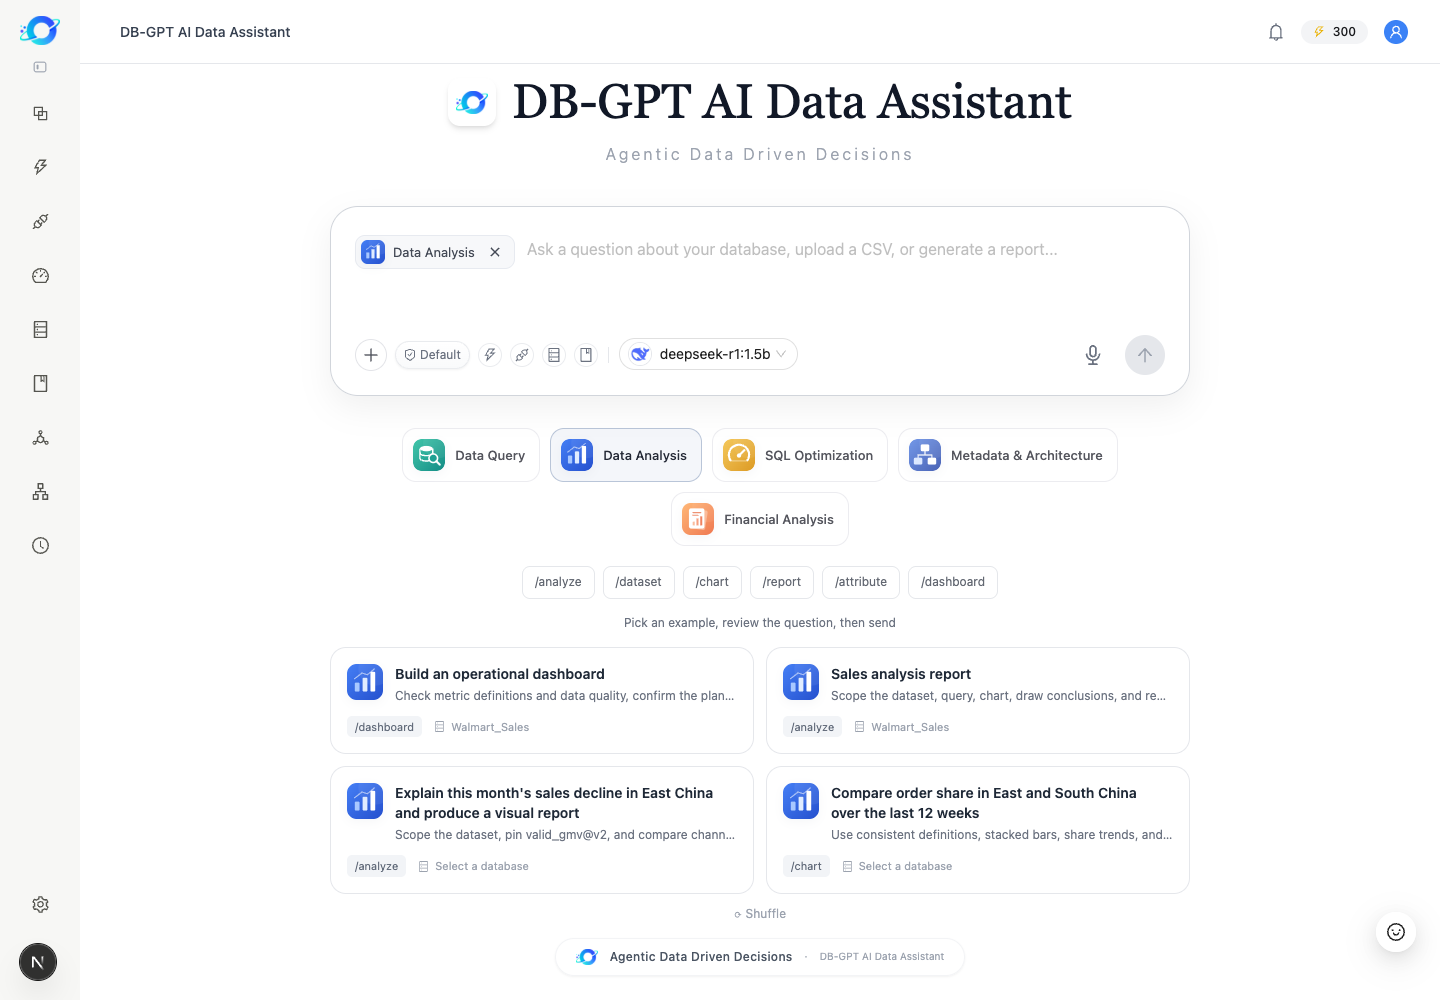 DB-GPT AI Data Assistant
300
DB-GPT AI Data Assistant
Agentic Data Driven Decisions
Data Analysis
Ask a question about your database, upload a CSV, or generate a report...
Default
deepseek-r1:1.5b
Data Query
Data Analysis
SQL Optimization
Metadata & Architecture
Financial Analysis
/analyze
/dataset
/chart
/report
/attribute
/dashboard
Pick an example, review the question, then send
Build an operational dashboard
Check metric definitions and data quality, confirm the plan...
/dashboard
Walmart_Sales
Sales analysis report
Scope the dataset, query, chart, draw conclusions, and re...
/analyze
Walmart_Sales
Explain this month's sales decline in East China
and produce a visual report
Scope the dataset, pin valid_gmv@v2, and compare chann...
/analyze
Select a database
Compare order share in East and South China
over the last 12 weeks
Use consistent definitions, stacked bars, share trends, and...
/chart
Select a database
Shuffle
Agentic Data Driven Decisions · DB-GPT AI Data Assistant
N